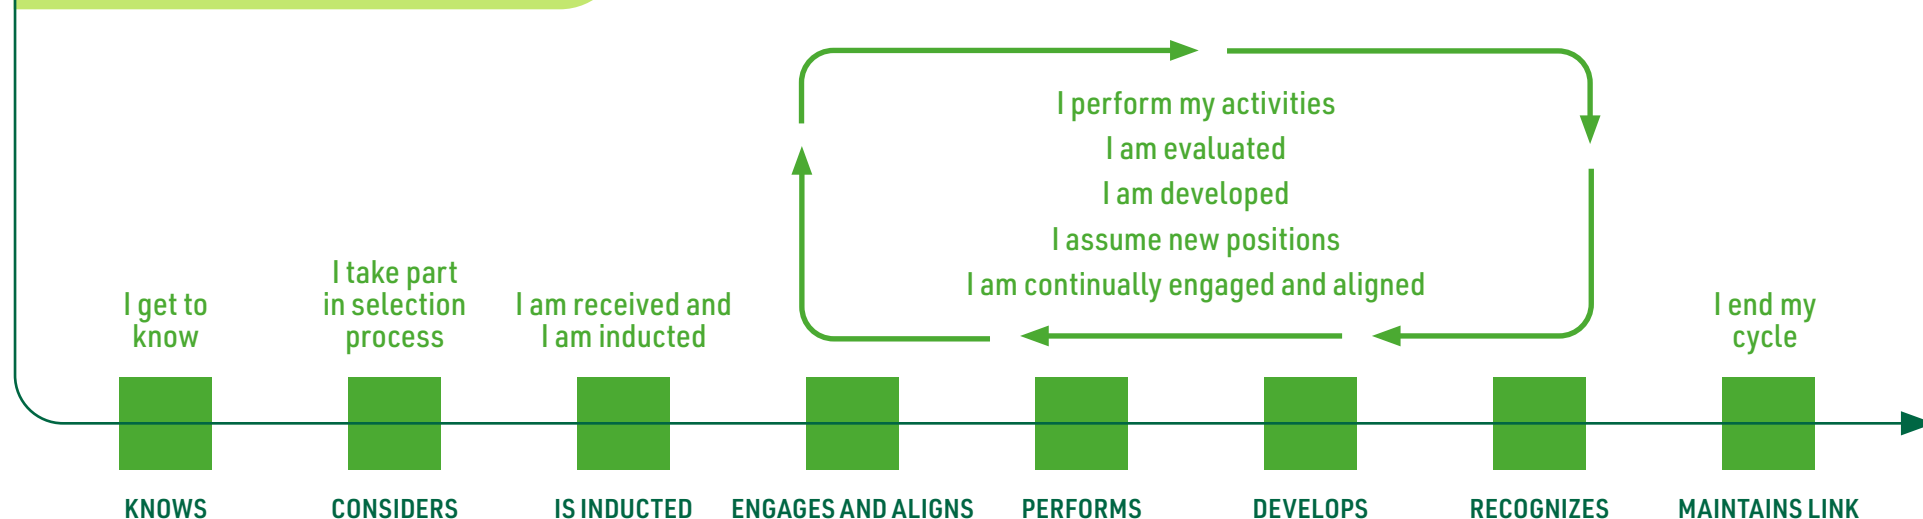 I perform my activities
I am evaluated
I am developed
I assume new positions
I am continually engaged and aligned
I get to
know
I take part
in selection
process
I am received and
I am inducted
I end my
cycle
KNOWS
CONSIDERS
IS INDUCTED
ENGAGES AND ALIGNS
PERFORMS
DEVELOPS
RECOGNIZES
MAINTAINS LINK